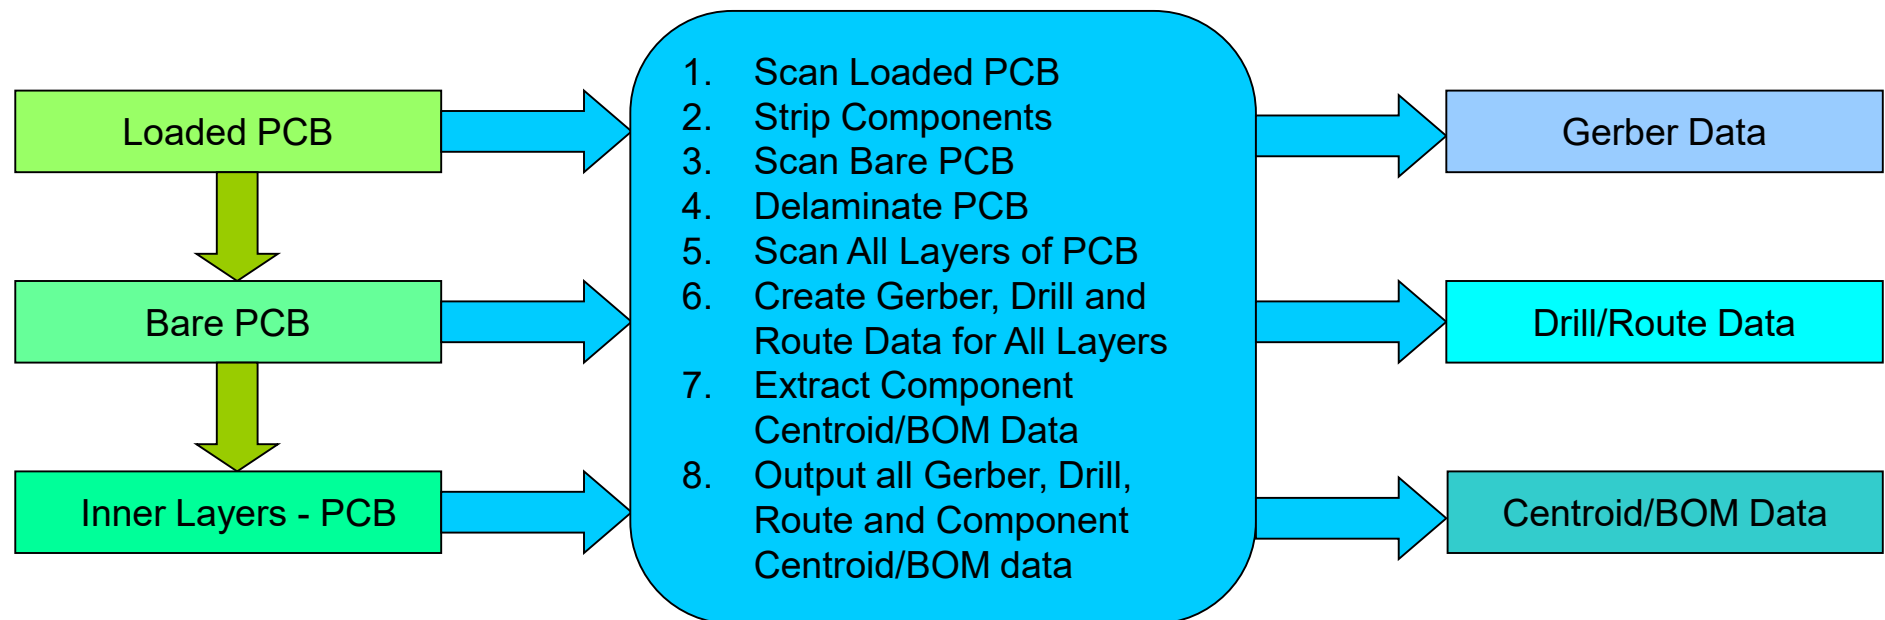 Loaded PCB
Bare PCB
Inner Layers - PCB
1. Scan Loaded PCB
2. Strip Components
3. Scan Bare PCB
4. Delaminate PCB
5. Scan All Layers of PCB
6. Create Gerber, Drill and
Route Data for All Layers
7. Extract Component
Centroid/BOM Data
8. Output all Gerber, Drill,
Route and Component
Centroid/BOM data
Gerber Data
Drill/Route Data
Centroid/BOM Data